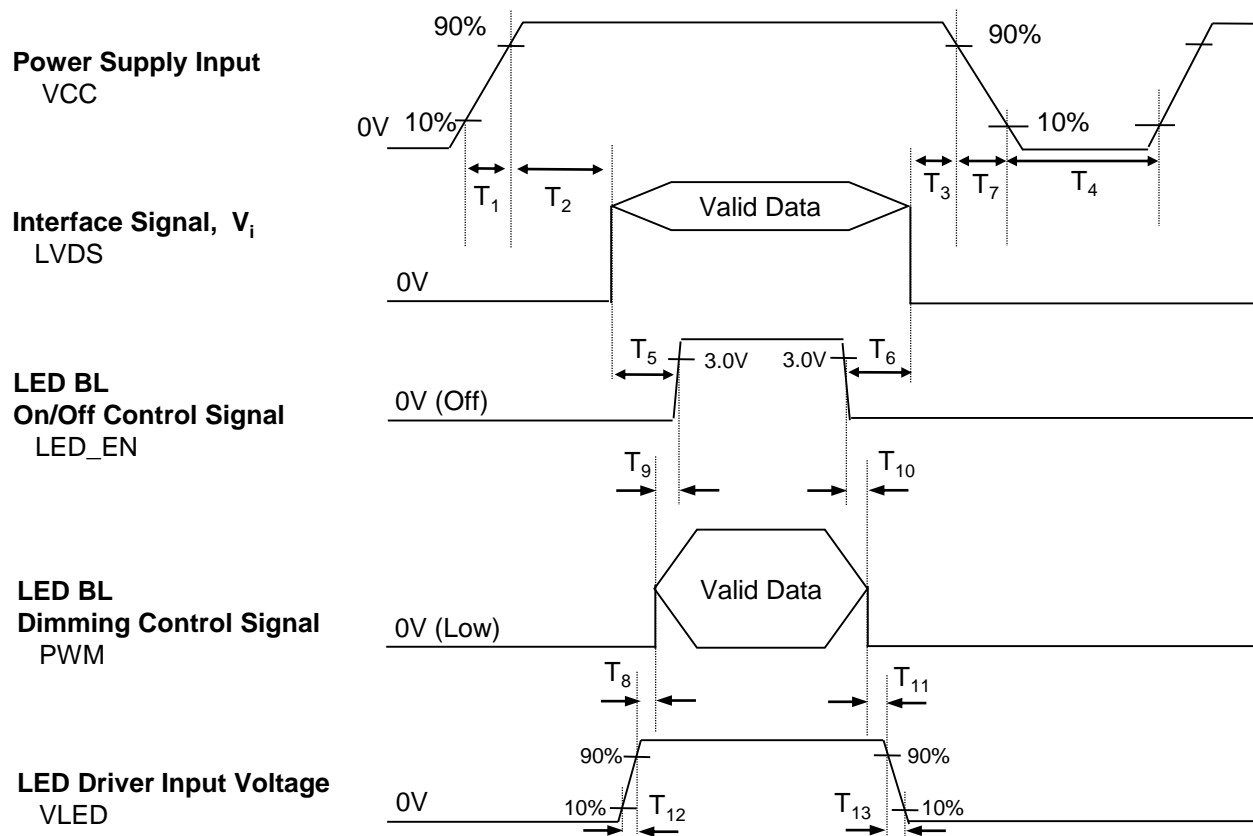 90%
90%
Power Supply Input
VCC
0V
10%
10%
T1
T2
T3
T7
T4
Interface Signal, Vi
LVDS
Valid Data
0V
T5
3.0V
3.0V
T6
LED BL
On/Off Control Signal
LED_EN
0V (Off)
T9
T10
LED BL
Dimming Control Signal
PWM
Valid Data
0V (Low)
T8
T11
90%
90%
LED Driver Input Voltage
VLED
0V
10%
T12
T13
10%